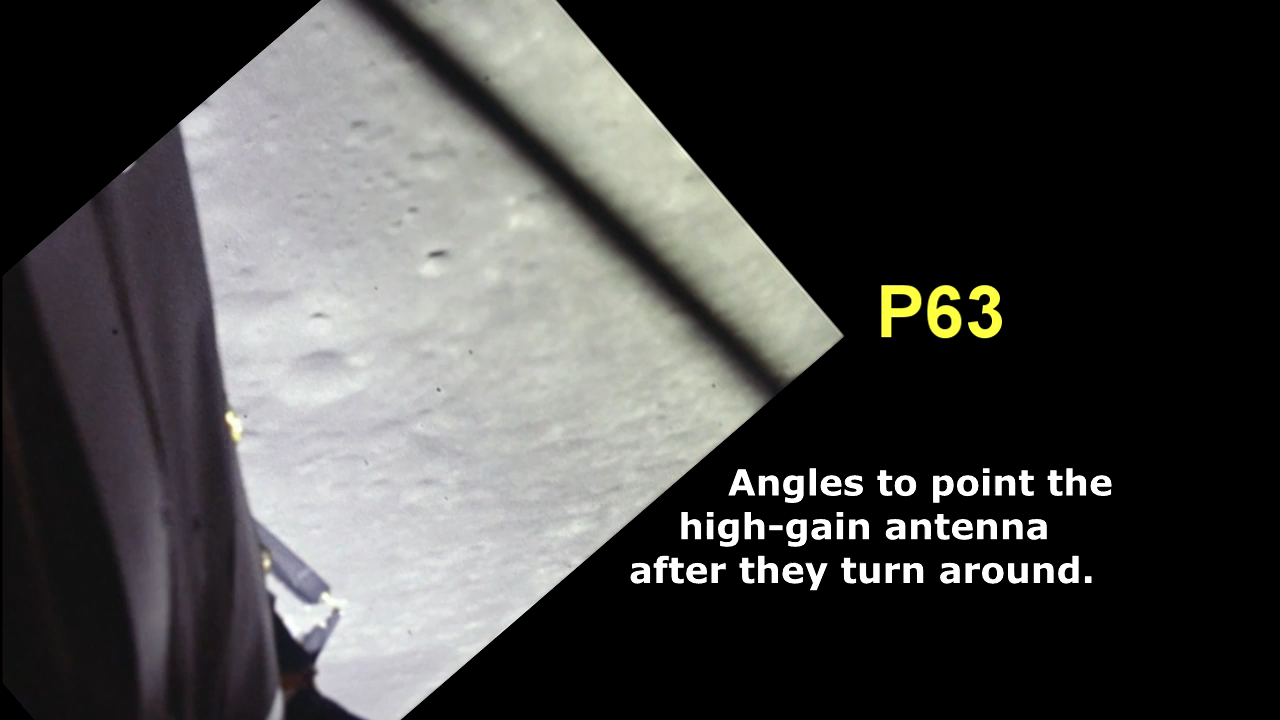 P63
Angles to point the
high-gain antenna
after they turn around.